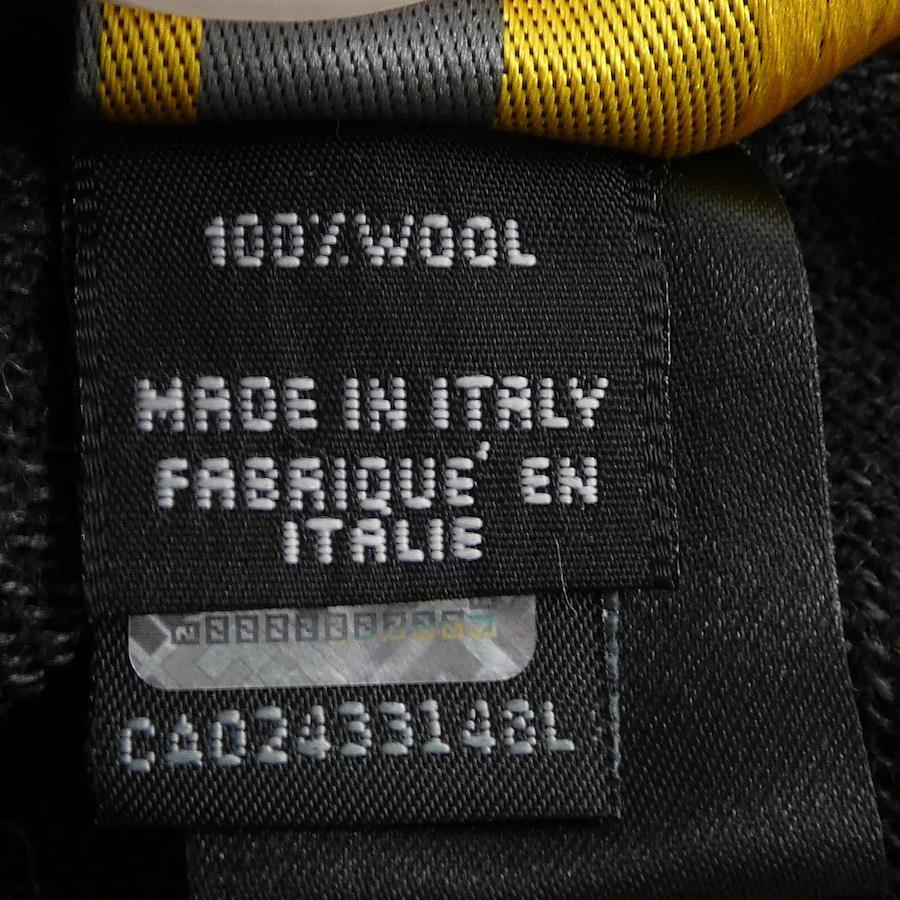 100%WOOL
MADE IN ITALY
FABRIQUE' EN
ITALIE
CA02433148L